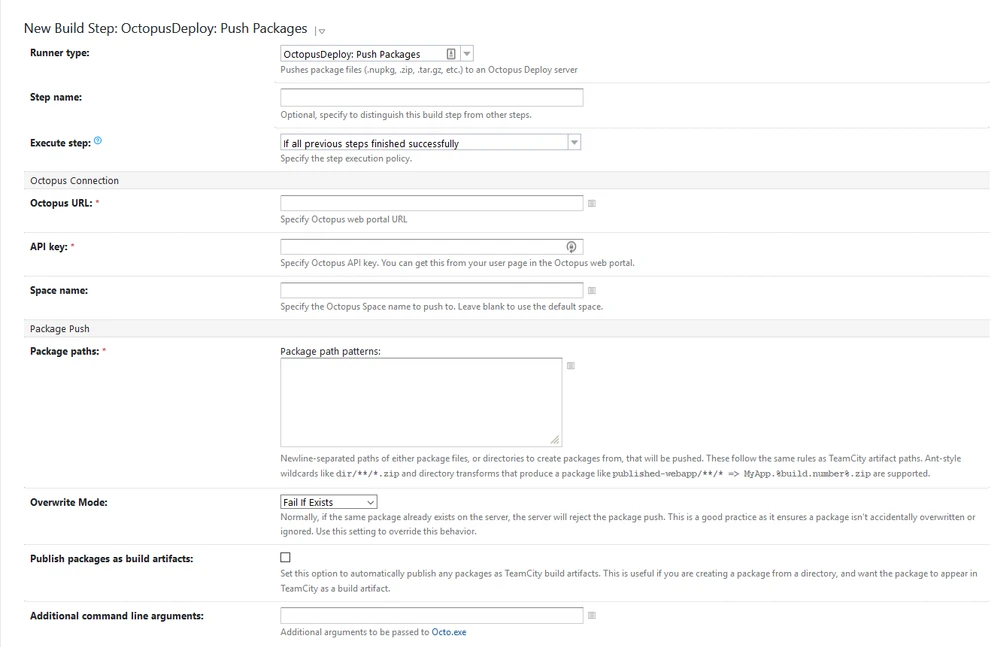 New Build Step: OctopusDeploy: Push Packages
Runner type:
OctopusDeploy: Push Packages
Pushes package files (.nupkg, .zip, .tar.gz, etc.) to an Octopus Deploy server
Step name:
Optional, specify to distinguish this build step from other steps.
Execute step:
If all previous steps finished successfully
Specify the step execution policy.
Octopus Connection
Octopus URL: *
Specify Octopus web portal URL
API key: *
Specify Octopus API key. You can get this from your user page in the Octopus web portal.
Space name:
Specify the Octopus Space name to push to. Leave blank to use the default space.
Package Push
Package paths: *
Package path patterns:
Newline-separated paths of either package files, or directories to create packages from, that will be pushed. These follow the same rules as TeamCity artifact paths. Ant-style
wildcards like dir/**/*.zip and directory transforms that produce a package like published-webapp/**/* => MyApp.%build.number%.zip are supported.
Overwrite Mode:
Fail If Exists
Normally, if the same package already exists on the server, the server will reject the package push. This is a good practice as it ensures a package isn't accidentally overwritten or
ignored. Use this setting to override this behavior.
Publish packages as build artifacts:
Set this option to automatically publish any packages as TeamCity build artifacts. This is useful if you are creating a package from a directory, and want the package to appear in
TeamCity as a build artifact.
Additional command line arguments:
Additional arguments to be passed to Octo.exe